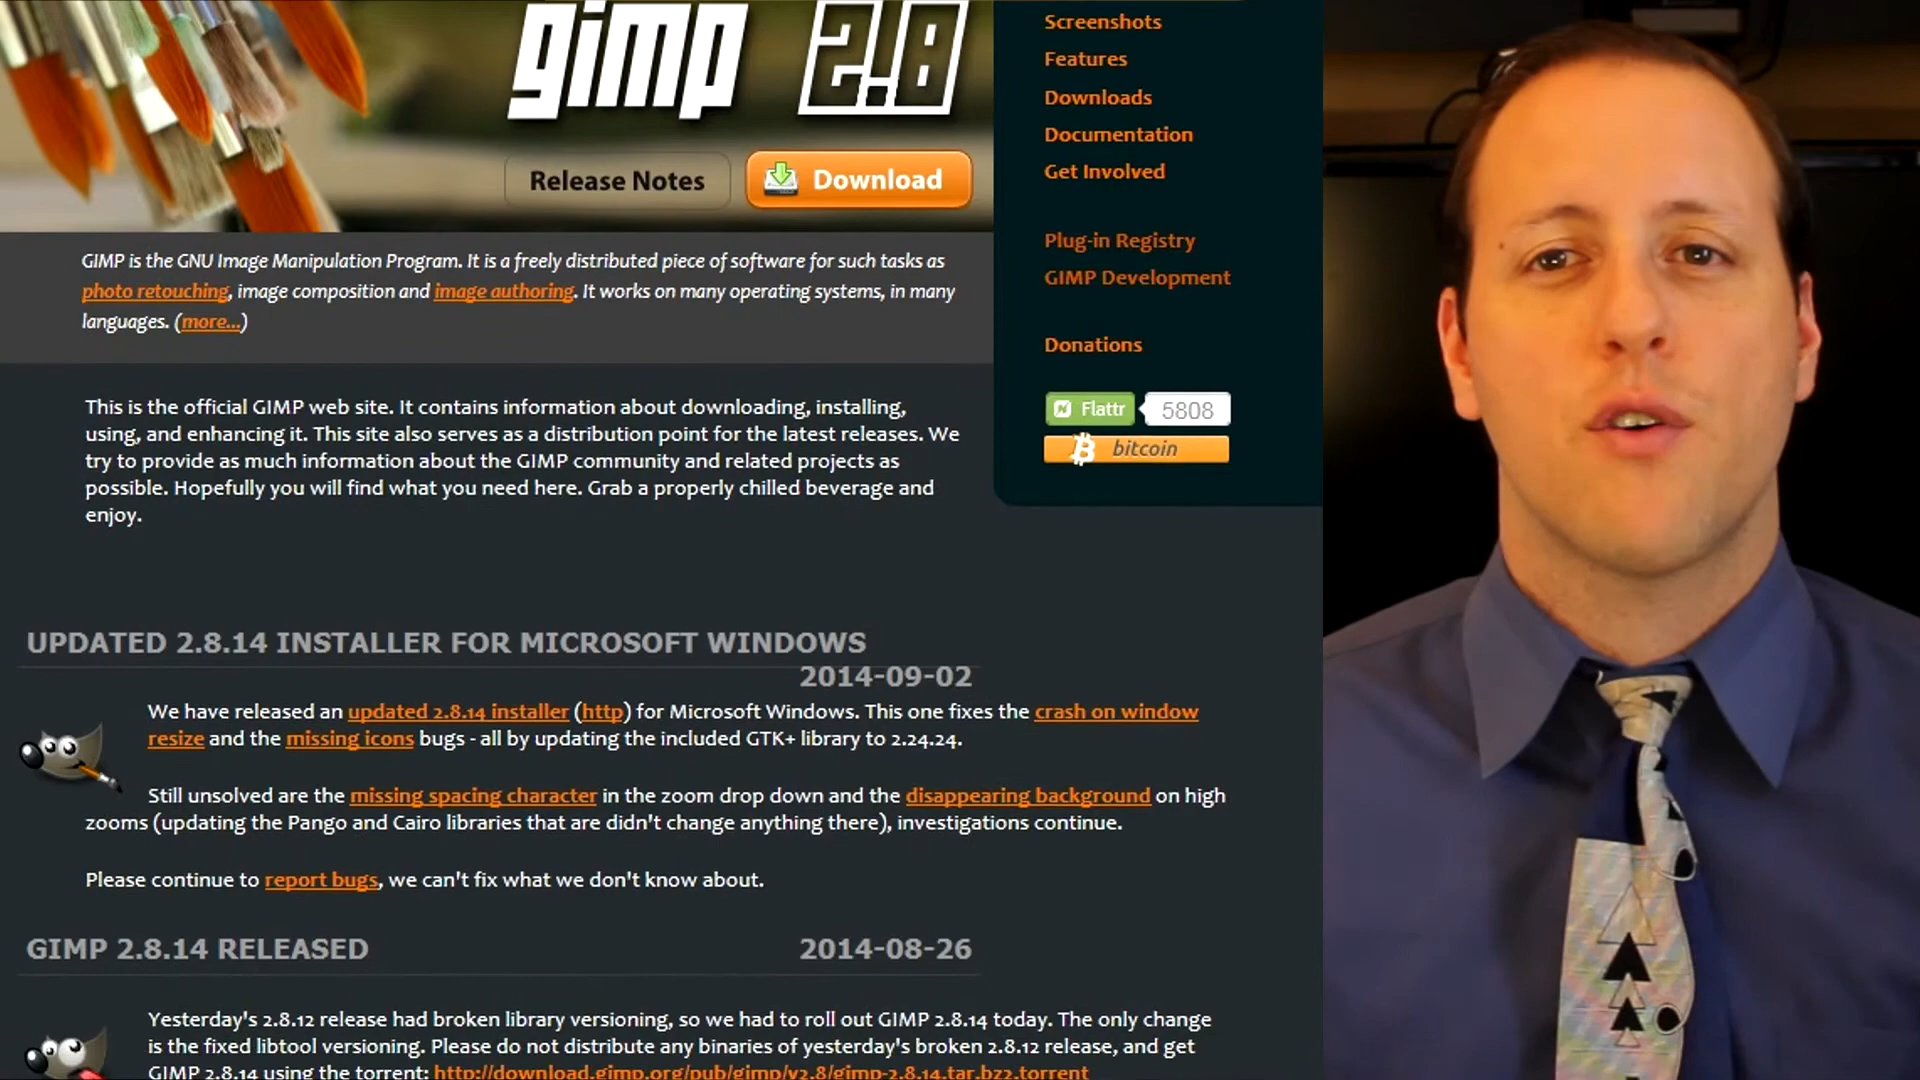 gimp 2.8
Release Notes
Download
GIMP is the GNU Image Manipulation Program. It is a freely distributed piece of software for such tasks as
photo retouching, image composition and image authoring. It works on many operating systems, in many
languages. (more...)
This is the official GIMP web site. It contains information about downloading, installing,
using, and enhancing it. This site also serves as a distribution point for the latest releases. We
try to provide as much information about the GIMP community and related projects as
possible. Hopefully you will find what you need here. Grab a properly chilled beverage and
enjoy.
Screenshots
Features
Downloads
Documentation
Get Involved
Plug-in Registry
GIMP Development
Donations
Flattr 5808
bitcoin
UPDATED 2.8.14 INSTALLER FOR MICROSOFT WINDOWS
2014-09-02
We have released an updated 2.8.14 installer (http) for Microsoft Windows. This one fixes the crash on window
resize and the missing icons bugs - all by updating the included GTK+ library to 2.24.24.
Still unsolved are the missing spacing character in the zoom drop down and the disappearing background on high
zooms (updating the Pango and Cairo libraries that are didn't change anything there), investigations continue.
Please continue to report bugs, we can't fix what we don't know about.
GIMP 2.8.14 RELEASED 2014-08-26
Yesterday's 2.8.12 release had broken library versioning, so we had to roll out GIMP 2.8.14 today. The only change
is the fixed libtool versioning. Please do not distribute any binaries of yesterday's broken 2.8.12 release, and get
GIMP 2.8.14 using the torrent: http://download.gimp.org/pub/gimp/v2.8/gimp-2.8.14.tar.bz2.torrent